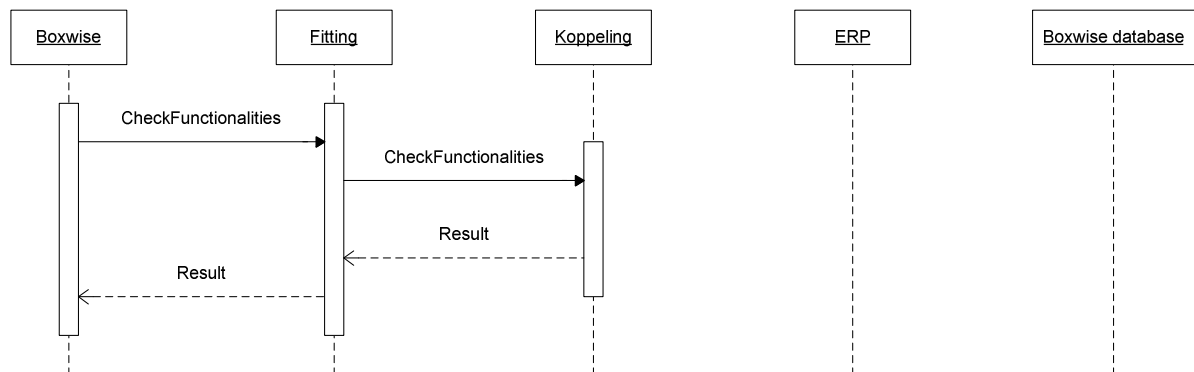 Boxwise
Fitting
Koppeling
ERP
Boxwise database
CheckFunctionalities
CheckFunctionalities
Result
Result